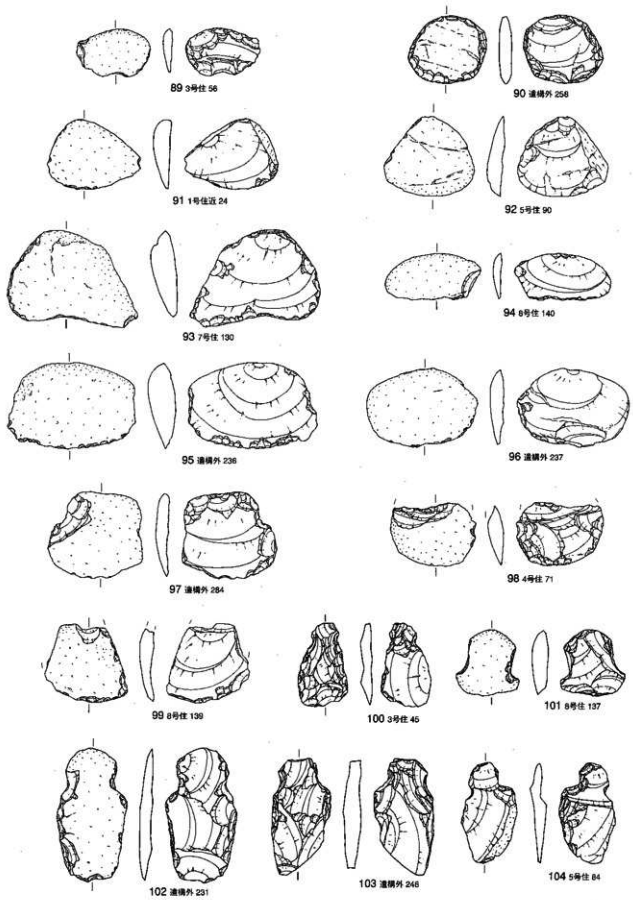 89 3号住 56
90 遺構外 258
91 1号住近 24
92 5号住 90
93 7号住 130
94 8号住 140
95 遺構外 236
96 遺構外 237
97 遺構外 284
98 4号住 71
99 8号住 139
100 3号住 45
101 8号住 137
102 遺構外 231
103 遺構外 246
104 5号住 84